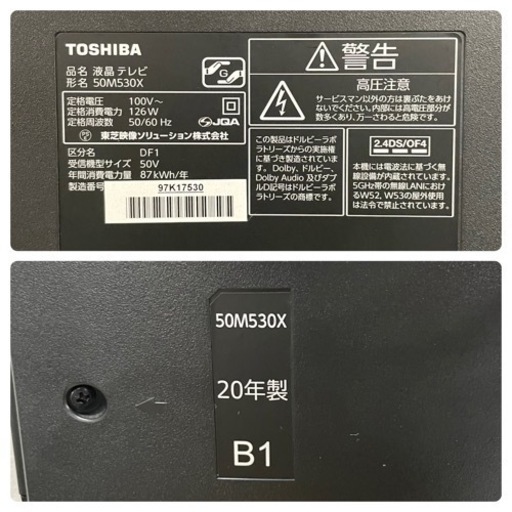 TOSHIBA
品名 液晶テレビ
形名 50M530X
定格電圧 100V~
定格消費電力 126W
定格周波数 50/60 Hz
JQA
東芝映像ソリューション株式会社
区分名 DF1
受信機型サイズ 50V
年間消費電力量 87kWh/年
製造番号 97K17530
警告
高圧注意
サービスマン以外の方は裏ぶたをあけ
ないでください。内部には高電圧部分が
数多くあり、万一さわると危険です。
この製品はドルビーラボ
ラトリーズからの実施権
に基づき製造されています。
Dolby、ドルビー、
Dolby Audio 及びダブ
ルD記号はドルビーラボ
ラトリーズの商標です。
2.4DS/OF4
本機には電波法に基づく無
線設備が内蔵されています。
5GHz帯の無線LANにおけ
るW52、W53の屋外使用
は法令で禁止されています。
50M530X
20年製
B1